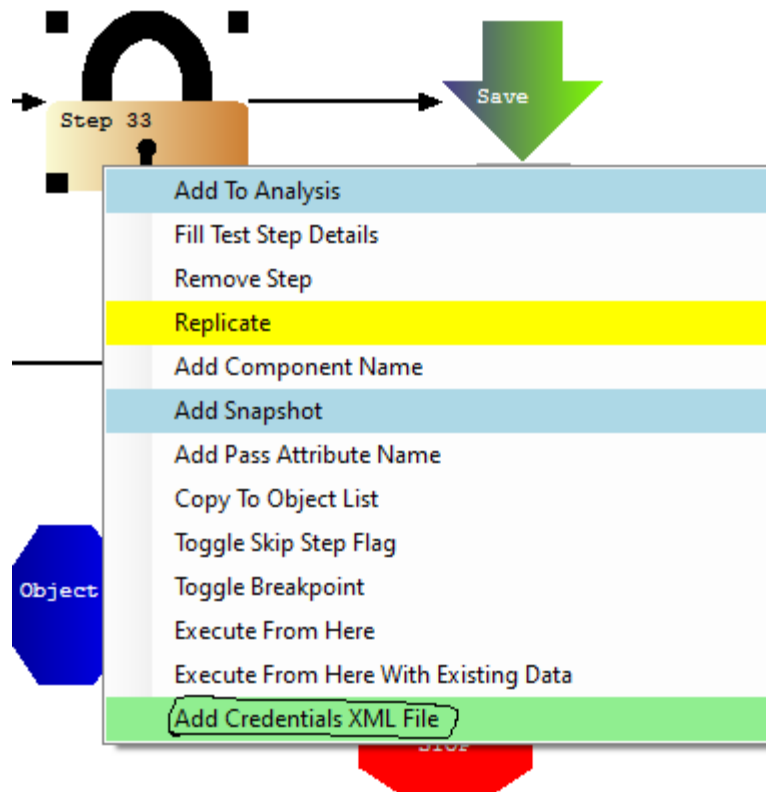 Step 33
Save
Add To Analysis
Fill Test Step Details
Remove Step
Replicate
Add Component Name
Add Snapshot
Add Pass Attribute Name
Copy To Object List
Toggle Skip Step Flag
Toggle Breakpoint
Object
Execute From Here
Execute From Here With Existing Data
Add Credentials XML File
STOP